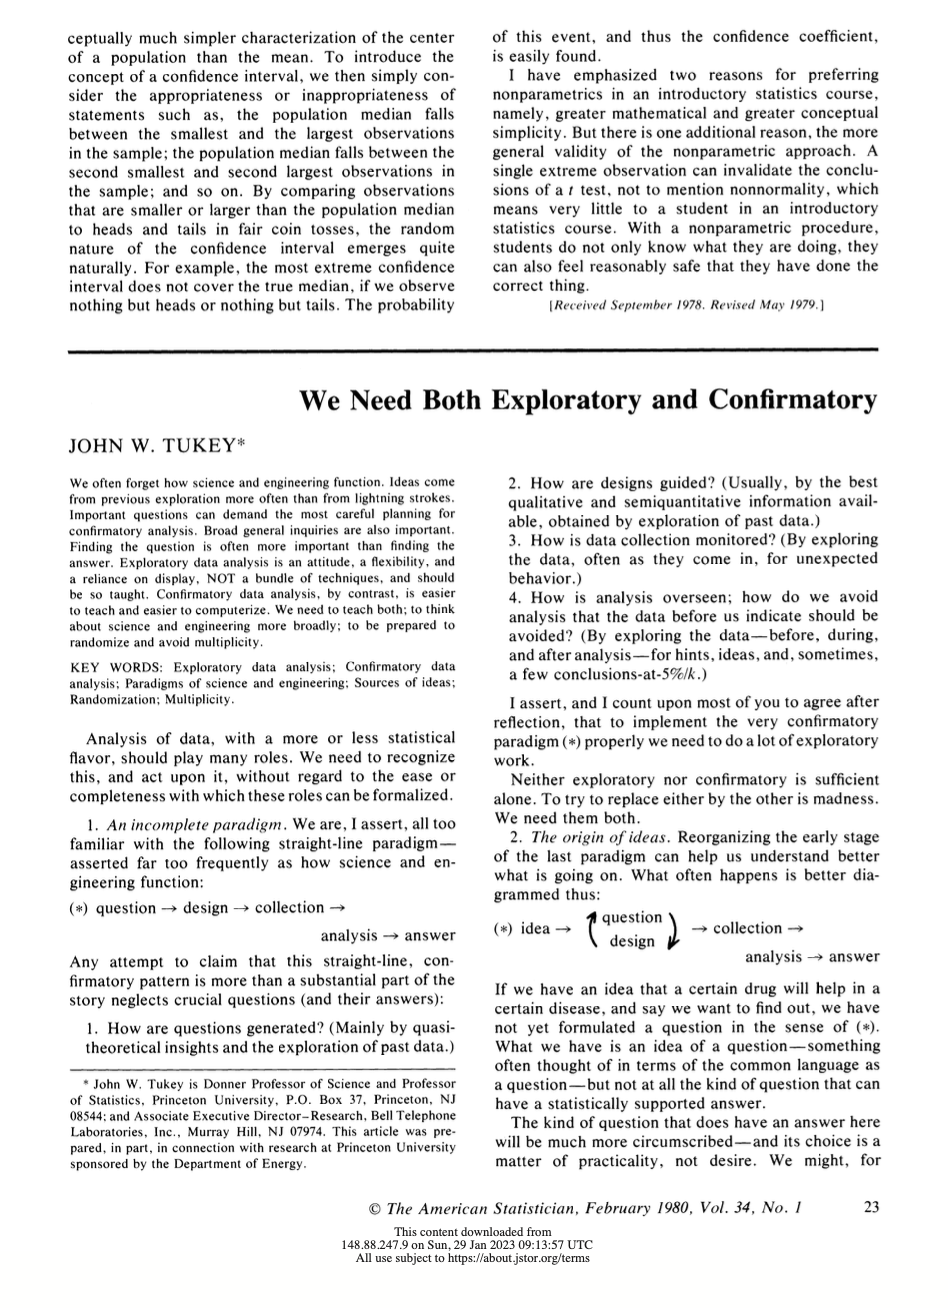 ceptually much simpler characterization of the center
of a population than the mean. To introduce the
concept of a confidence interval, we then simply con-
sider the appropriateness or inappropriateness of
statements such as, the population median falls
between the smallest and the largest observations
in the sample; the population median falls between the
second smallest and second largest observations in
the sample; and so on. By comparing observations
that are smaller or larger than the population median
to heads and tails in fair coin tosses, the random
nature of the confidence interval emerges quite
naturally. For example, the most extreme confidence
interval does not cover the true median, if we observe
nothing but heads or nothing but tails. The probability
of this event, and thus the confidence coefficient,
is easily found.
I have emphasized two reasons for preferring
nonparametrics in an introductory statistics course,
namely, greater mathematical and greater conceptual
simplicity. But there is one additional reason, the more
general validity of the nonparametric approach. A
single extreme observation can invalidate the conclu-
sions of a t test, not to mention nonnormality, which
means very little to a student in an introductory
statistics course. With a nonparametric procedure,
students do not only know what they are doing, they
can also feel reasonably safe that they have done the
correct thing.
[Received September 1978. Revised May 1979.]
We Need Both Exploratory and Confirmatory
JOHN W. TUKEY*
We often forget how science and engineering function. Ideas come
from previous exploration more often than from lightning strokes.
Important questions can demand the most careful planning for
confirmatory analysis. Broad general inquiries are also important.
Finding the question is often more important than finding the
answer. Exploratory data analysis is an attitude, a flexibility, and
a reliance on display, NOT a bundle of techniques, and should
be so taught. Confirmatory data analysis, by contrast, is easier
to teach and easier to computerize. We need to teach both; to think
about science and engineering more broadly; to be prepared to
randomize and avoid multiplicity.
KEY WORDS: Exploratory data analysis; Confirmatory data
analysis; Paradigms of science and engineering; Sources of ideas;
Randomization; Multiplicity.
Analysis of data, with a more or less statistical
flavor, should play many roles. We need to recognize
this, and act upon it, without regard to the ease or
completeness with which these roles can be formalized.
1. An incomplete paradigm. We are, I assert, all too
familiar with the following straight-line paradigm—
asserted far too frequently as how science and en-
gineering function:
(*) question → design → collection →
analysis → answer
Any attempt to claim that this straight-line, con-
firmatory pattern is more than a substantial part of the
story neglects crucial questions (and their answers):
1. How are questions generated? (Mainly by quasi-
theoretical insights and the exploration of past data.)
* John W. Tukey is Donner Professor of Science and Professor
of Statistics, Princeton University, P.O. Box 37, Princeton, NJ
08544; and Associate Executive Director–Research, Bell Telephone
Laboratories, Inc., Murray Hill, NJ 07974. This article was pre-
pared, in part, in connection with research at Princeton University
sponsored by the Department of Energy.
2. How are designs guided? (Usually, by the best
qualitative and semiquantitative information avail-
able, obtained by exploration of past data.)
3. How is data collection monitored? (By exploring
the data, often as they come in, for unexpected
behavior.)
4. How is analysis overseen; how do we avoid
analysis that the data before us indicate should be
avoided? (By exploring the data—before, during,
and after analysis—for hints, ideas, and, sometimes,
a few conclusions-at-5%/k.)
I assert, and I count upon most of you to agree after
reflection, that to implement the very confirmatory
paradigm (*) properly we need to do a lot of exploratory
work.
Neither exploratory nor confirmatory is sufficient
alone. To try to replace either by the other is madness.
We need them both.
2. The origin of ideas. Reorganizing the early stage
of the last paradigm can help us understand better
what is going on. What often happens is better dia-
grammed thus:
(*) idea → ( question ) → collection →
design
analysis → answer
If we have an idea that a certain drug will help in a
certain disease, and say we want to find out, we have
not yet formulated a question in the sense of (*).
What we have is an idea of a question—something
often thought of in terms of the common language as
a question—but not at all the kind of question that can
have a statistically supported answer.
The kind of question that does have an answer here
will be much more circumscribed—and its choice is a
matter of practicality, not desire. We might, for
© The American Statistician, February 1980, Vol. 34, No. 1 23
This content downloaded from
148.88.247.9 on Sun, 29 Jan 2023 09:13:57 UTC
All use subject to https://about.jstor.org/terms